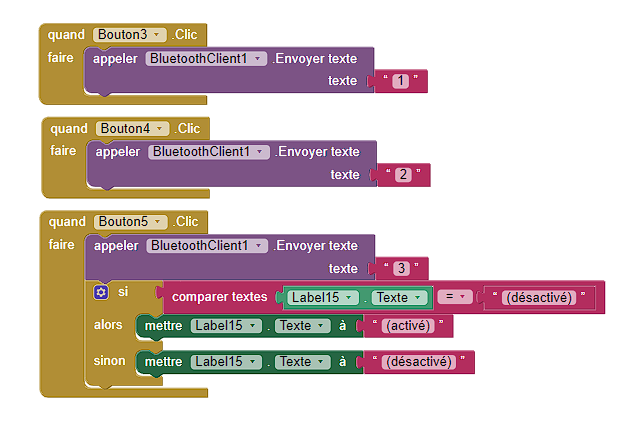 quand Bouton3 .Clic
faire appeler BluetoothClient1 .Envoyer texte
texte " 1 "
quand Bouton4 .Clic
faire appeler BluetoothClient1 .Envoyer texte
texte " 2 "
quand Bouton5 .Clic
faire appeler BluetoothClient1 .Envoyer texte
texte " 3 "
si comparer textes Label15 . Texte = " (désactivé) "
alors mettre Label15 . Texte à " (activé) "
sinon mettre Label15 . Texte à " (désactivé) "